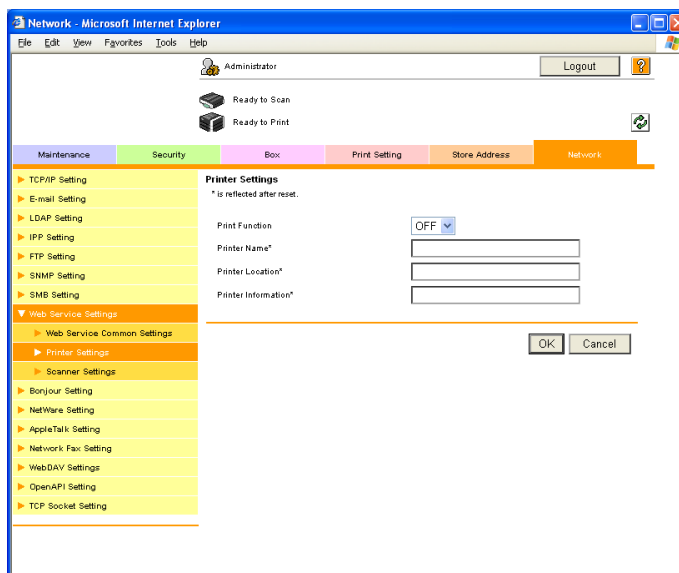 Network - Microsoft Internet Explorer
File Edit View Favorites Tools Help
Administrator
Logout
?
Ready to Scan
Ready to Print
Maintenance Security Box Print Setting Store Address Network
TCP/IP Setting
E-mail Setting
LDAP Setting
IPP Setting
FTP Setting
SNMP Setting
SMB Setting
Web Service Settings
Web Service Common Settings
Printer Settings
Scanner Settings
Bonjour Setting
NetWare Setting
AppleTalk Setting
Network Fax Setting
WebDAV Settings
OpenAPI Setting
TCP Socket Setting
Printer Settings
* is reflected after reset.
Print Function OFF
Printer Name*
Printer Location*
Printer Information*
OK Cancel